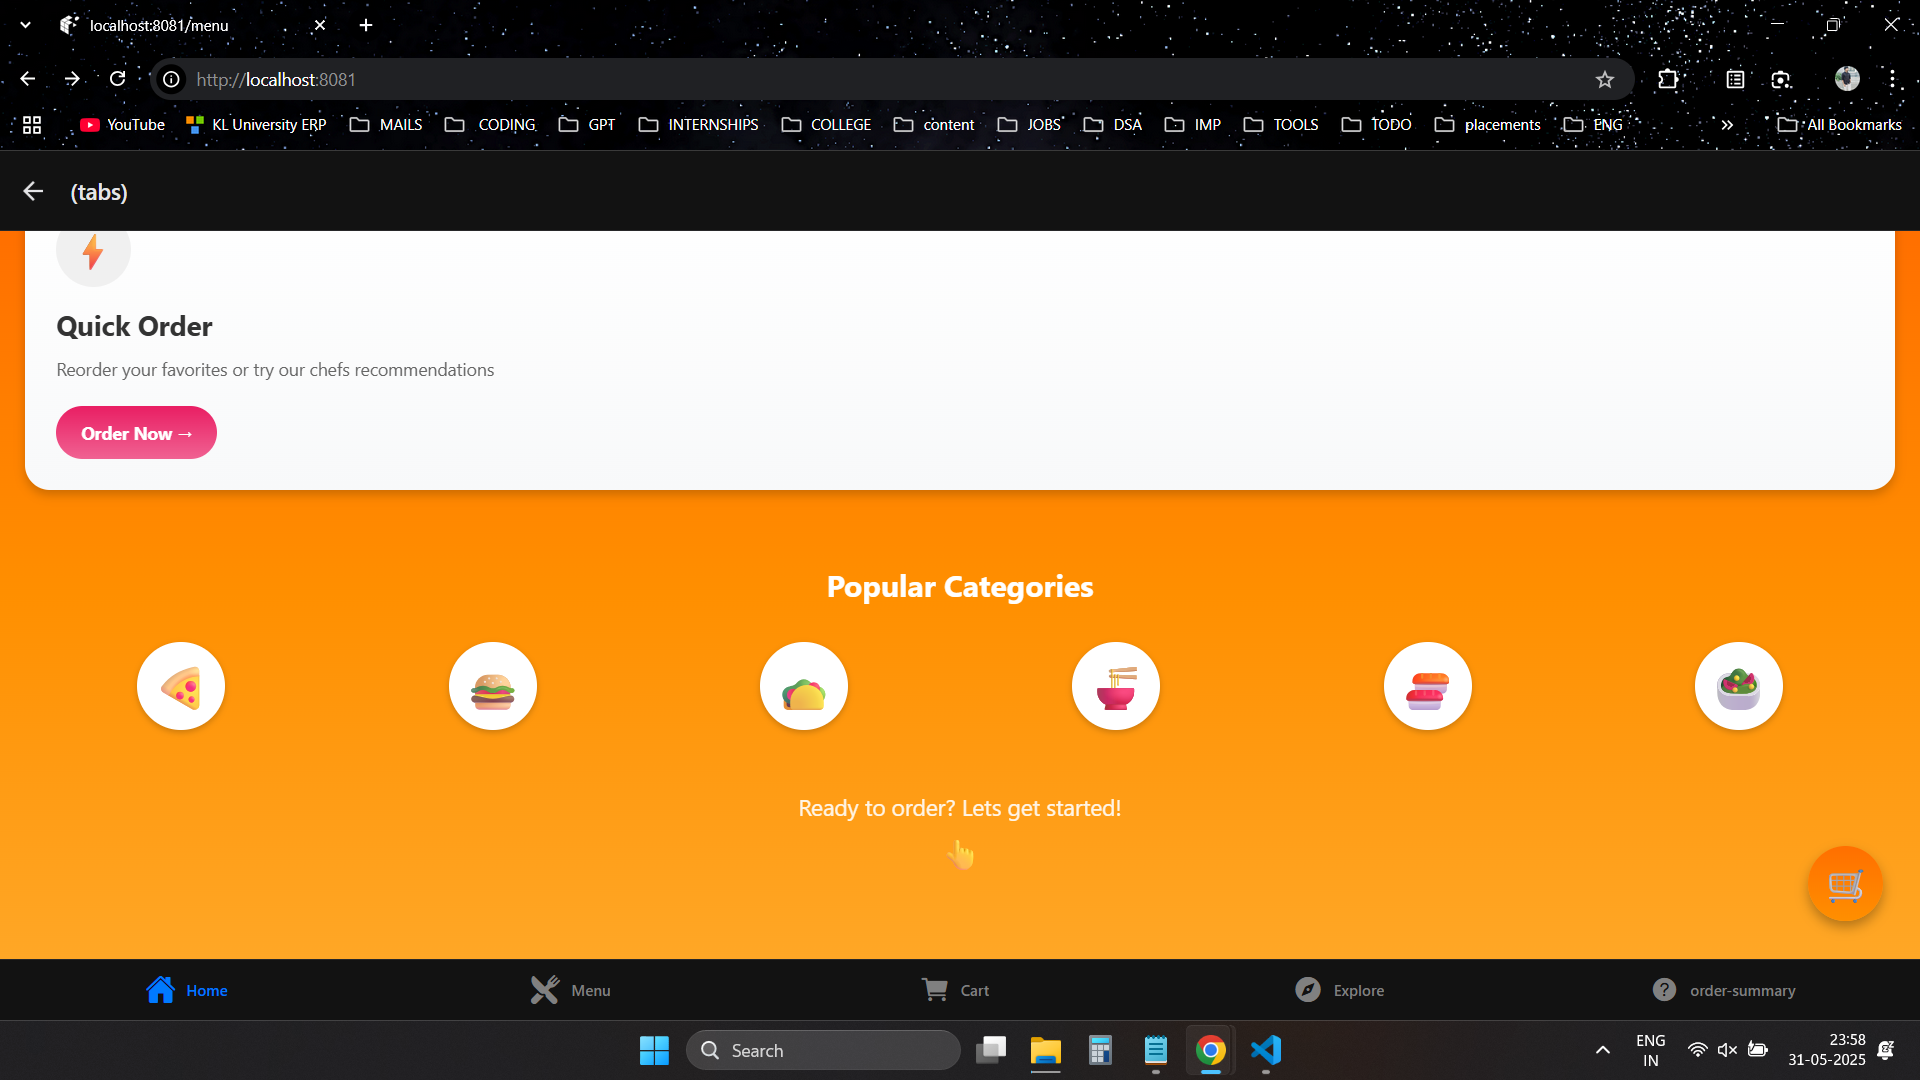 localhost:8081/menu
http://localhost:8081
YouTube KL University ERP MAILS CODING GPT INTERNSHIPS COLLEGE content JOBS DSA IMP TOOLS TODO placements ENG » All Bookmarks
(tabs)
Quick Order
Reorder your favorites or try our chefs recommendations
Order Now →
Popular Categories
Ready to order? Lets get started!
Home Menu Cart Explore ? order-summary
Search
ENG
IN
23:58
31-05-2025